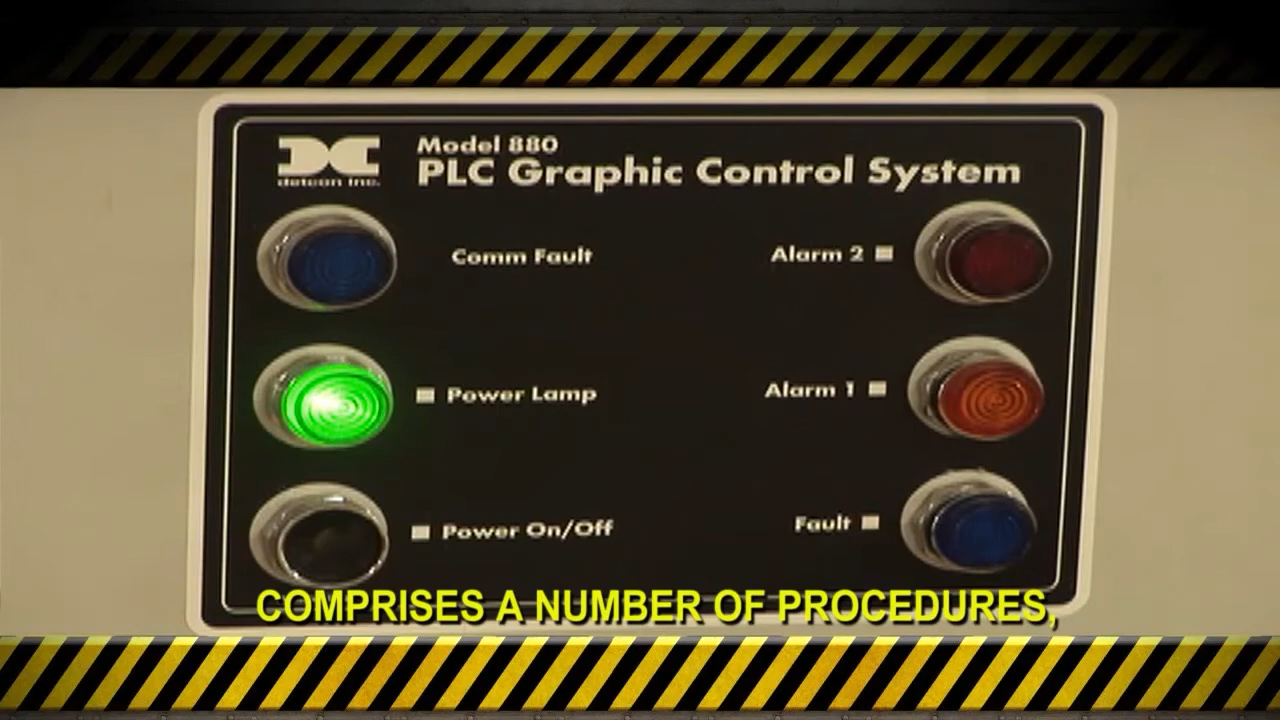 Model 880
PLC Graphic Control System
detcon inc.
Comm Fault
Alarm 2
Power Lamp
Alarm 1
Power On/Off
Fault
COMPRISES A NUMBER OF PROCEDURES,